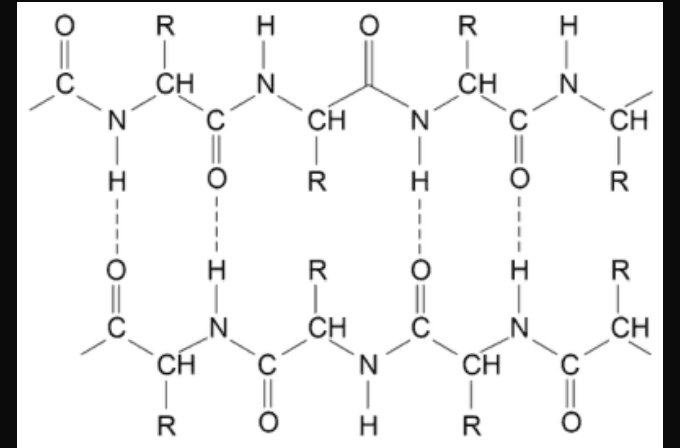 O R H O R H
C CH N CH N
N C CH N C CH
H O R H O R
O H R O H R
C N CH C N CH
CH C N CH C
R O H R O